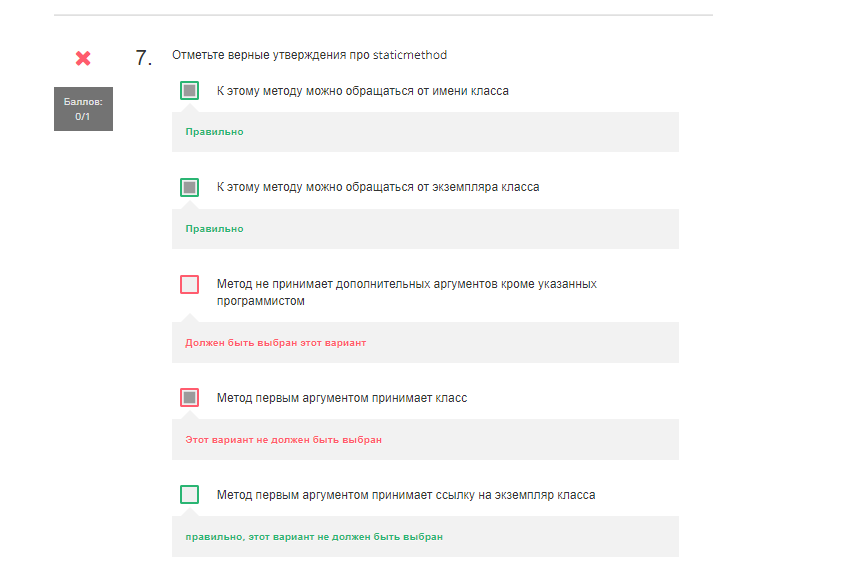 7. Отметьте верные утверждения про staticmethod
Баллов:
0/1
К этому методу можно обращаться от имени класса
Правильно
К этому методу можно обращаться от экземпляра класса
Правильно
Метод не принимает дополнительных аргументов кроме указанных
программистом
Должен быть выбран этот вариант
Метод первым аргументом принимает класс
Этот вариант не должен быть выбран
Метод первым аргументом принимает ссылку на экземпляр класса
правильно, этот вариант не должен быть выбран